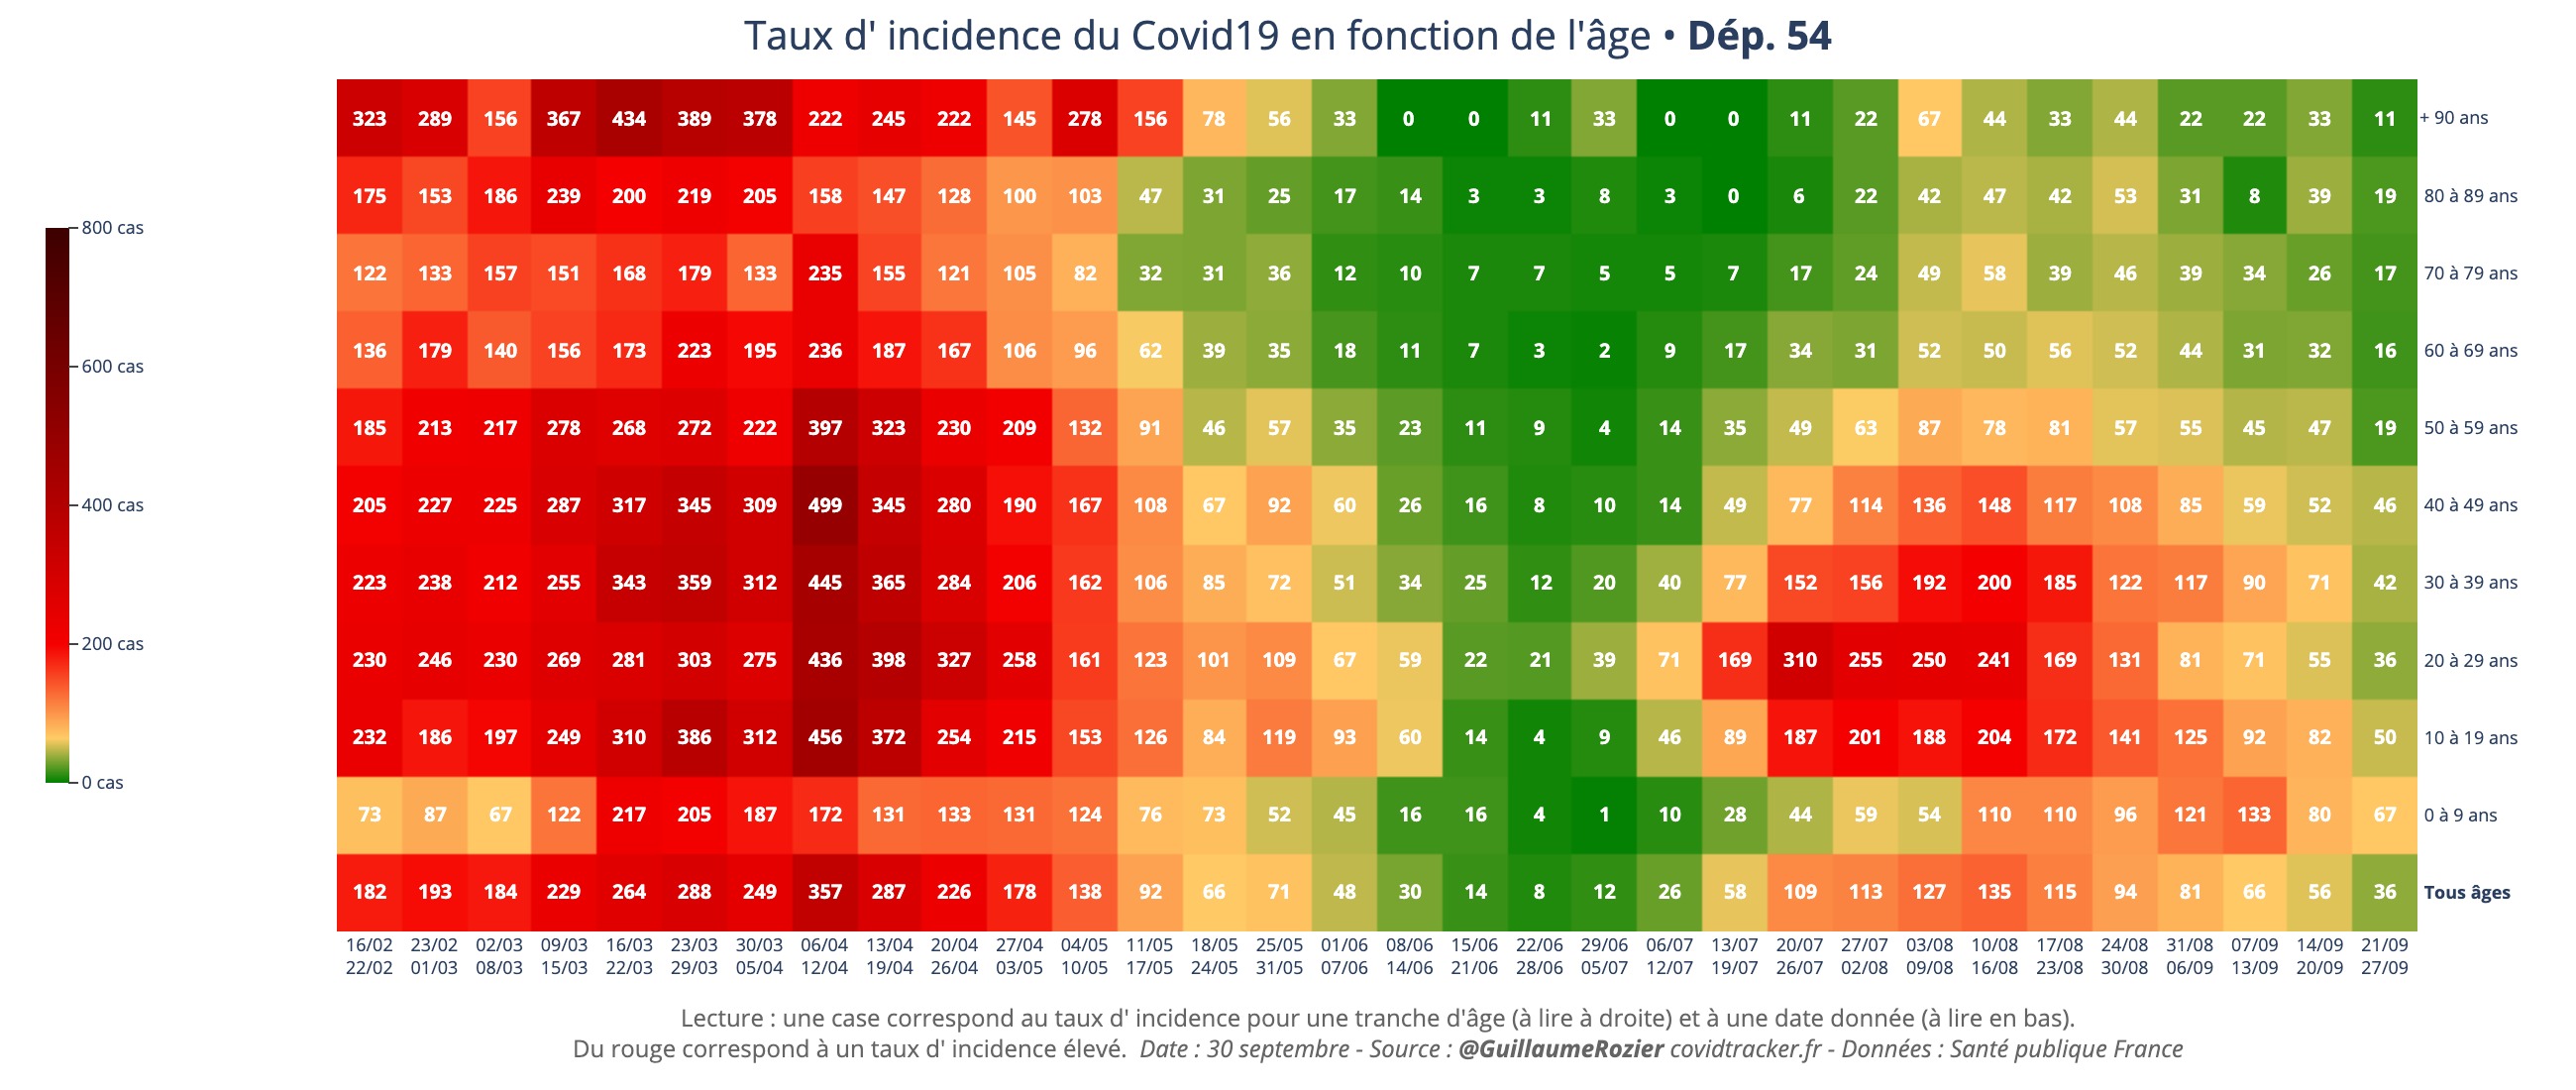 Taux d' incidence du Covid19 en fonction de l'âge • Dép. 54
323 289 156 367 434 389 378 222 245 222 145 278 156 78 56 33 0 0 11 33 0 0 11 22 67 44 33 44 22 22 33 11 + 90 ans
175 153 186 239 200 219 205 158 147 128 100 103 47 31 25 17 14 3 3 8 3 0 6 22 42 47 42 53 31 8 39 19 80 à 89 ans
800 cas
122 133 157 151 168 179 133 235 155 121 105 82 32 31 36 12 10 7 7 5 5 7 17 24 49 58 39 46 39 34 26 17 70 à 79 ans
136 179 140 156 173 223 195 236 187 167 106 96 62 39 35 18 11 7 3 2 9 17 34 31 52 50 56 52 44 31 32 16 60 à 69 ans
600 cas
185 213 217 278 268 272 222 397 323 230 209 132 91 46 57 35 23 11 9 4 14 35 49 63 87 78 81 57 55 45 47 19 50 à 59 ans
400 cas
205 227 225 287 317 345 309 499 345 280 190 167 108 67 92 60 26 16 8 10 14 49 77 114 136 148 117 108 85 59 52 46 40 à 49 ans
223 238 212 255 343 359 312 445 365 284 206 162 106 85 72 51 34 25 12 20 40 77 152 156 192 200 185 122 117 90 71 42 30 à 39 ans
200 cas
230 246 230 269 281 303 275 436 398 327 258 161 123 101 109 67 59 22 21 39 71 169 310 255 250 241 169 131 81 71 55 36 20 à 29 ans
232 186 197 249 310 386 312 456 372 254 215 153 126 84 119 93 60 14 4 9 46 89 187 201 188 204 172 141 125 92 82 50 10 à 19 ans
0 cas
73 87 67 122 217 205 187 172 131 133 131 124 76 73 52 45 16 16 4 1 10 28 44 59 54 110 110 96 121 133 80 67 0 à 9 ans
182 193 184 229 264 288 249 357 287 226 178 138 92 66 71 48 30 14 8 12 26 58 109 113 127 135 115 94 81 66 56 36 Tous âges
16/02 23/02 02/03 09/03 16/03 23/03 30/03 06/04 13/04 20/04 27/04 04/05 11/05 18/05 25/05 01/06 08/06 15/06 22/06 29/06 06/07 13/07 20/07 27/07 03/08 10/08 17/08 24/08 31/08 07/09 14/09 21/09
22/02 01/03 08/03 15/03 22/03 29/03 05/04 12/04 19/04 26/04 03/05 10/05 17/05 24/05 31/05 07/06 14/06 21/06 28/06 05/07 12/07 19/07 26/07 02/08 09/08 16/08 23/08 30/08 06/09 13/09 20/09 27/09
Lecture : une case correspond au taux d' incidence pour une tranche d'âge (à lire à droite) et à une date donnée (à lire en bas).
Du rouge correspond à un taux d' incidence élevé. Date : 30 septembre - Source : @GuillaumeRozier covidtracker.fr - Données : Santé publique France